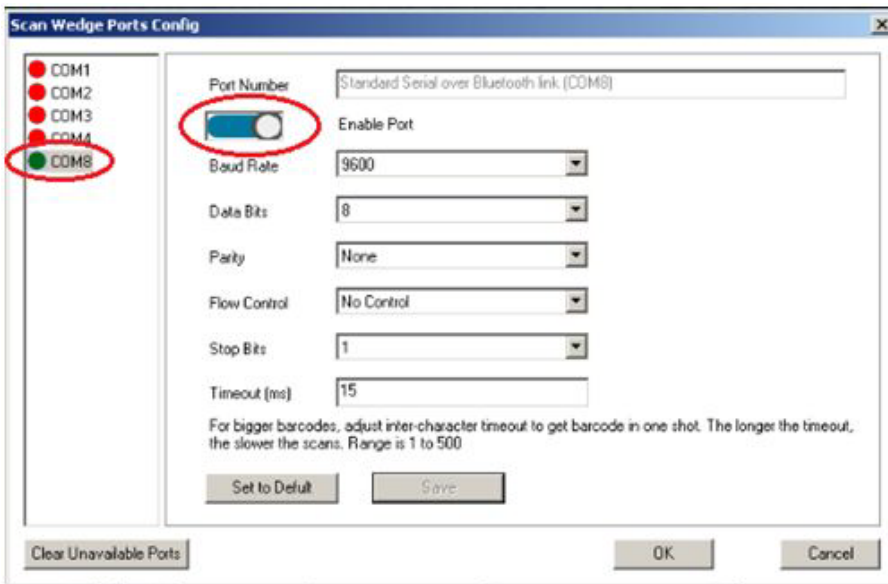 Scan Wedge Ports Config
COM1
COM2
COM3
COM4
COM8
Port Number
Standard Serial over Bluetooth link (COM8)
Enable Port
Baud Rate
9600
Data Bits
8
Parity
None
Flow Control
No Control
Stop Bits
1
Timeout (ms)
15
For bigger barcodes, adjust inter-character timeout to get barcode in one shot. The longer the timeout,
the slower the scans. Range is 1 to 500
Set to Defult
Save
Clear Unavailable Ports
OK
Cancel